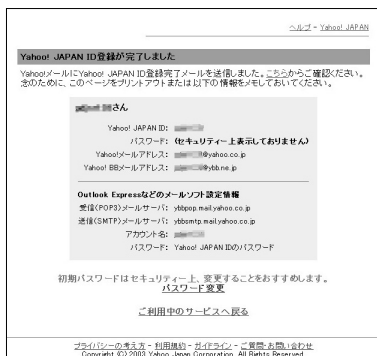 ヘルプ - Yahoo! JAPAN
Yahoo! JAPAN ID登録が完了しました
Yahoo!メールにYahoo! JAPAN ID登録完了メールを送信しました。こちらからご確認ください。
念のために、このページをプリントアウトまたは以下の情報をメモしておいてください。
さん
Yahoo! JAPAN ID:
パスワード: (セキュリティー上表示しておりません)
Yahoo!メールアドレス: @yahoo.co.jp
Yahoo! BBメールアドレス: @ybb.ne.jp
Outlook Expressなどのメールソフト設定情報
受信(POP3)メールサーバ: ybbpop.mail.yahoo.co.jp
送信(SMTP)メールサーバ: ybbsmtp.mail.yahoo.co.jp
アカウント名:
パスワード: Yahoo! JAPAN IDのパスワード
初期パスワードはセキュリティー上、変更することをおすすめします。
パスワード変更
ご利用中のサービスへ戻る
プライバシーの考え方 - 利用規約 - ガイドライン - ご質問・お問い合わせ
Copyright (C) 2003 Yahoo Japan Corporation. All Rights Reserved.